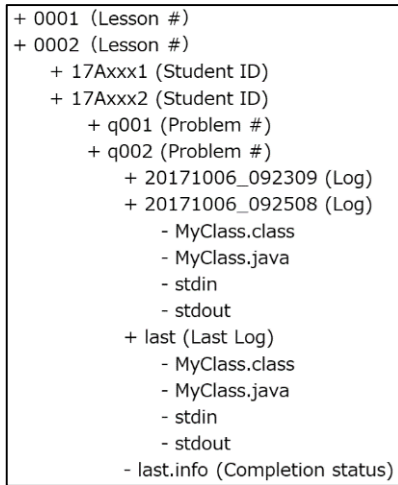 + 0001 (Lesson #)
+ 0002 (Lesson #)
+ 17Axxx1 (Student ID)
+ 17Axxx2 (Student ID)
+ q001 (Problem #)
+ q002 (Problem #)
+ 20171006_092309 (Log)
+ 20171006_092508 (Log)
- MyClass.class
- MyClass.java
- stdin
- stdout
+ last (Last Log)
- MyClass.class
- MyClass.java
- stdin
- stdout
- last.info (Completion status)